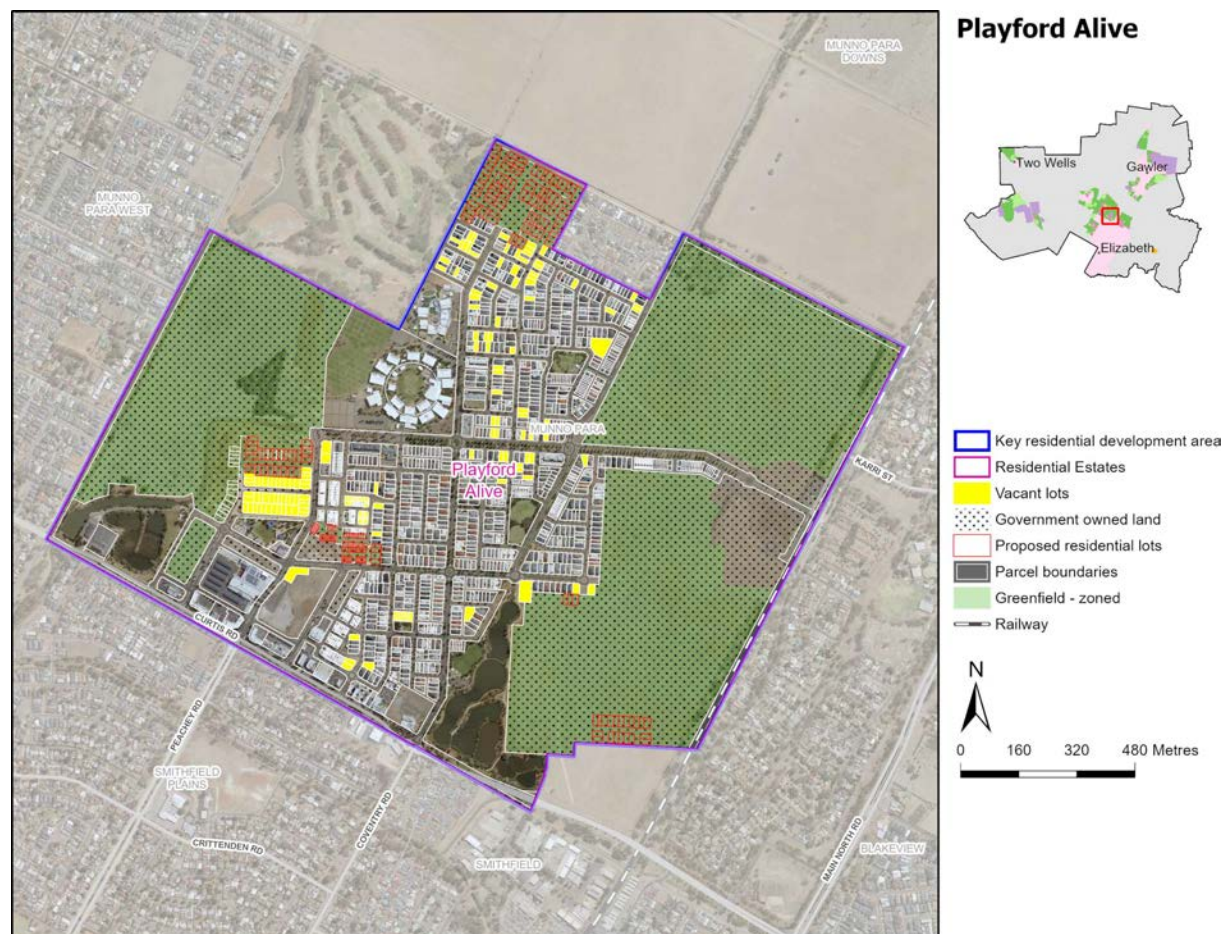 Playford Alive
MUNNO PARA
DOWNS
MUNNO
PARA WEST
MUNNO PARA
Playford
Alive
KARRI ST
CURTIS RD
PEACHEY RD
SMITHFIELD
PLAINS
COVENTRY RD
CRITTENDEN RD
SMITHFIELD
MAIN NORTH RD
BLAKEVIEW
Two Wells
Gawler
Elizabeth
Key residential development area
Residential Estates
Vacant lots
Government owned land
Proposed residential lots
Parcel boundaries
Greenfield - zoned
Railway
N
0 160 320 480 Metres